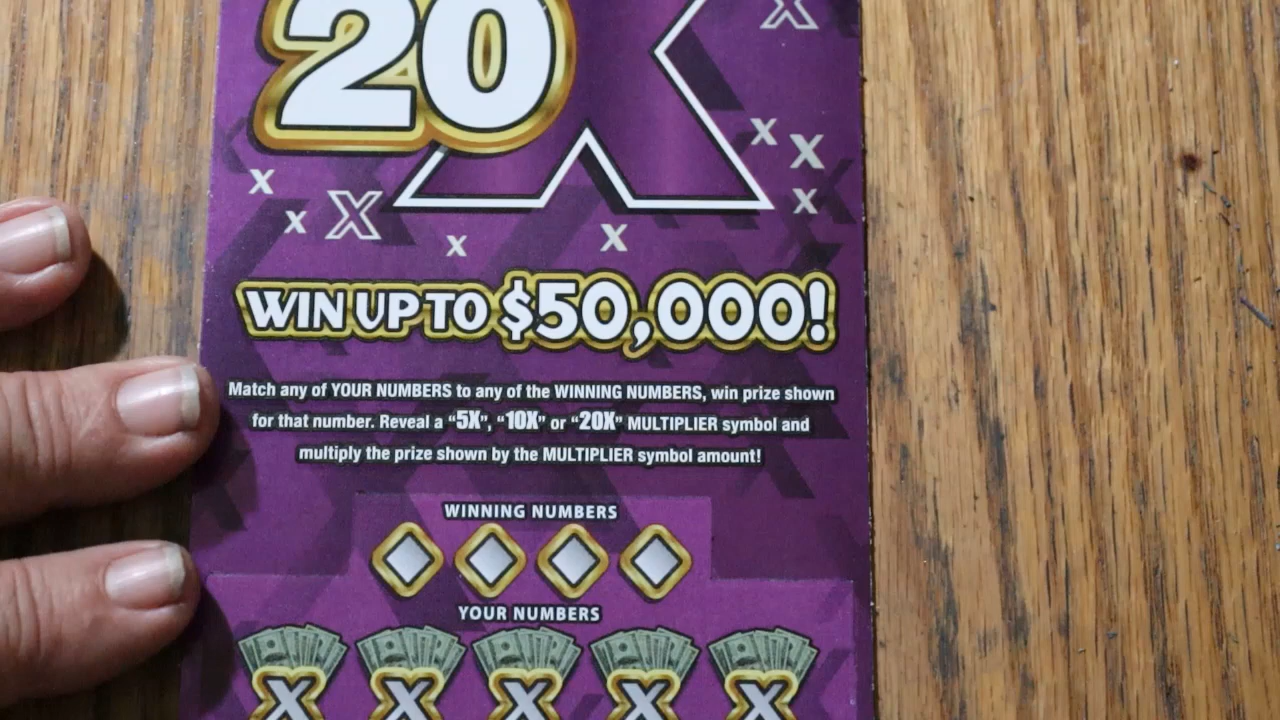 20X
X
X X
X
X X X
X X
WIN UP TO $50,000!
Match any of YOUR NUMBERS to any of the WINNING NUMBERS, win prize shown
for that number. Reveal a “5X”, “10X” or “20X” MULTIPLIER symbol and
multiply the prize shown by the MULTIPLIER symbol amount!
WINNING NUMBERS
YOUR NUMBERS
X X X X X